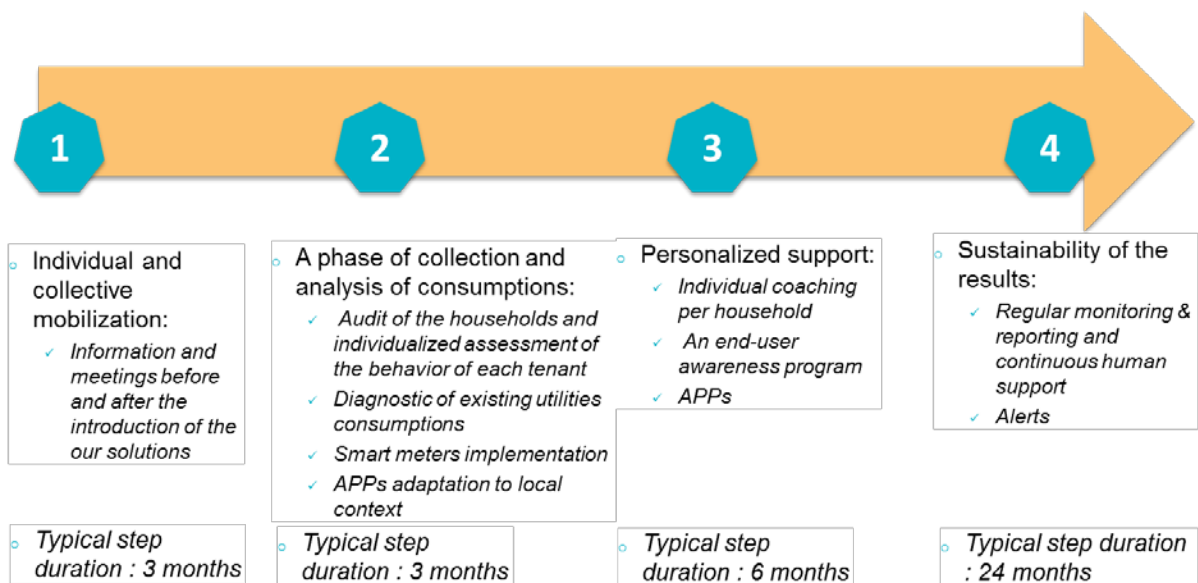 1
2
3
4
Individual and
collective
mobilization:
Information and
meetings before
and after the
introduction of the
our solutions
A phase of collection and
analysis of consumptions:
Audit of the households and
individualized assessment of
the behavior of each tenant
Diagnostic of existing utilities
consumptions
Smart meters implementation
APPs adaptation to local
context
Personalized support:
Individual coaching
per household
An end-user
awareness program
APPs
Sustainability of the
results:
Regular monitoring &
reporting and
continuous human
support
Alerts
Typical step
duration : 3 months
Typical step
duration : 3 months
Typical step
duration : 6 months
Typical step duration
: 24 months